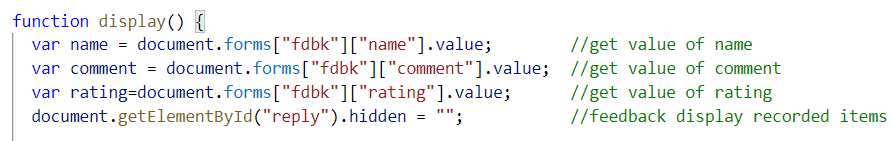 function display() {
var name = document.forms["fdbk"]["name"].value; //get value of name
var comment = document.forms["fdbk"]["comment"].value; //get value of comment
var rating=document.forms["fdbk"]["rating"].value; //get value of rating
document.getElementById("reply").hidden = ""; //feedback display recorded items